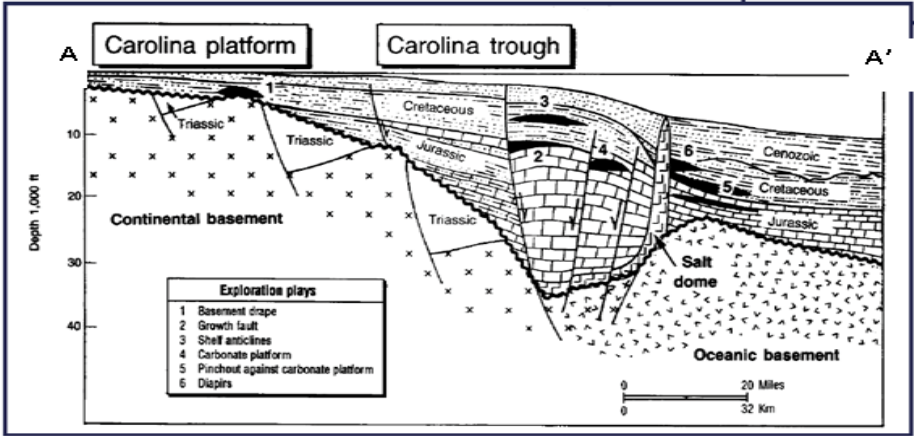 A
Carolina platform
Carolina trough
A'
1
Triassic
Triassic
Triassic
Cretaceous
Jurassic
3
2
4
6
5
Cenozoic
Cretaceous
Jurassic
Depth 1,000 ft
10
20
30
40
Continental basement
Salt
dome
Oceanic basement
Exploration plays
1 Basement drape
2 Growth fault
3 Shelf anticlines
4 Carbonate platform
5 Pinchout against carbonate platform
6 Diapirs
0 20 Miles
0 32 Km